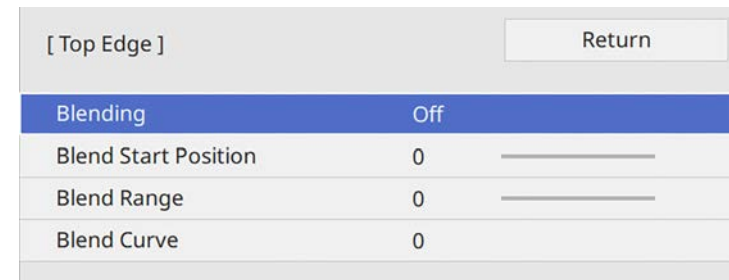 [ Top Edge ] Return
Blending Off
Blend Start Position 0
Blend Range 0
Blend Curve 0